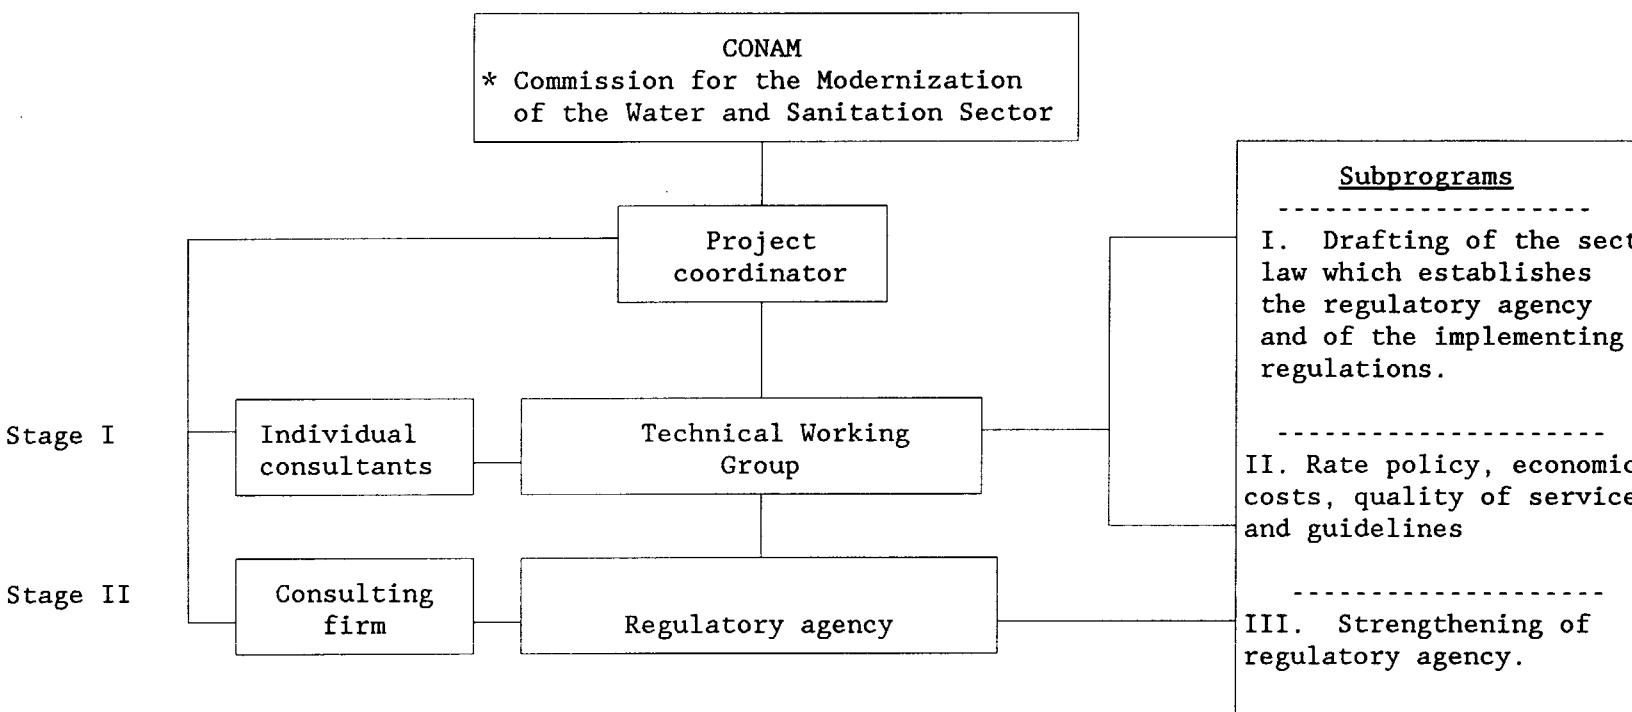 CONAM
* Commission for the Modernization
of the Water and Sanitation Sector
Project
coordinator
Stage I
Individual
consultants
Technical Working
Group
Stage II
Consulting
firm
Regulatory agency
Subprograms
---------------------
I. Drafting of the sect
law which establishes
the regulatory agency
and of the implementing
regulations.
---------------------
II. Rate policy, economic
costs, quality of service
and guidelines
---------------------
III. Strengthening of
regulatory agency.